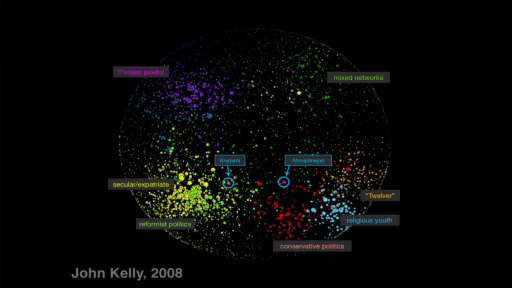 Persian poetry
mixed networks
Khatami
Ahmadinejad
secular/expatriate
"Twelver"
religious youth
reformist politics
conservative politics
John Kelly, 2008